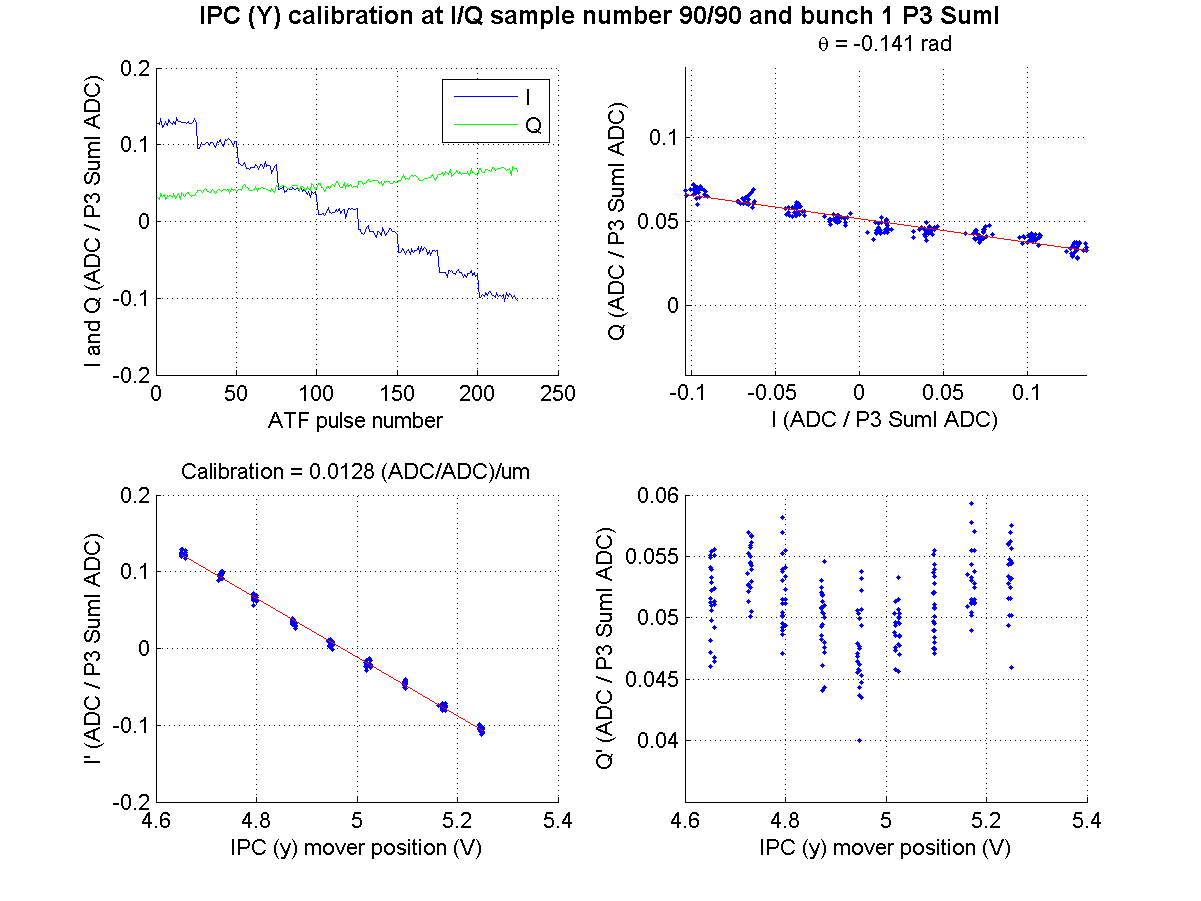 IPC (Y) calibration at I/Q sample number 90/90 and bunch 1 P3 SumI
θ = -0.141 rad
I and Q (ADC / P3 SumI ADC)
0.2
0.1
0
-0.1
-0.2
I
Q
0 50 100 150 200 250
ATF pulse number
Q (ADC / P3 SumI ADC)
0.1
0.05
0
-0.1 -0.05 0 0.05 0.1
I (ADC / P3 SumI ADC)
Calibration = 0.0128 (ADC/ADC)/um
I' (ADC / P3 SumI ADC)
0.2
0.1
0
-0.1
-0.2
4.6 4.8 5 5.2 5.4
IPC (y) mover position (V)
Q' (ADC / P3 SumI ADC)
0.06
0.055
0.05
0.045
0.04
4.6 4.8 5 5.2 5.4
IPC (y) mover position (V)